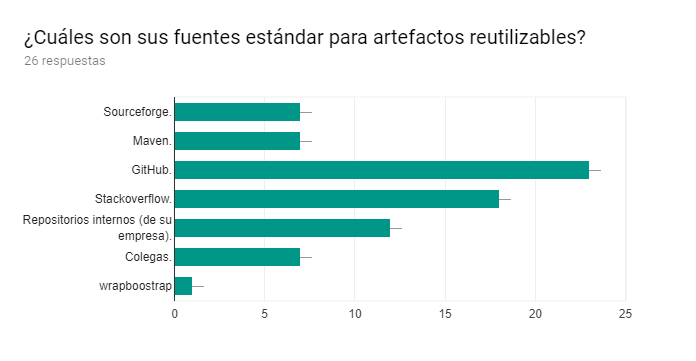 ¿Cuáles son sus fuentes estándar para artefactos reutilizables?
26 respuestas
Sourceforge.
Maven.
GitHub.
Stackoverflow.
Repositorios internos (de su
empresa).
Colegas.
wrapboostrap
0 5 10 15 20 25